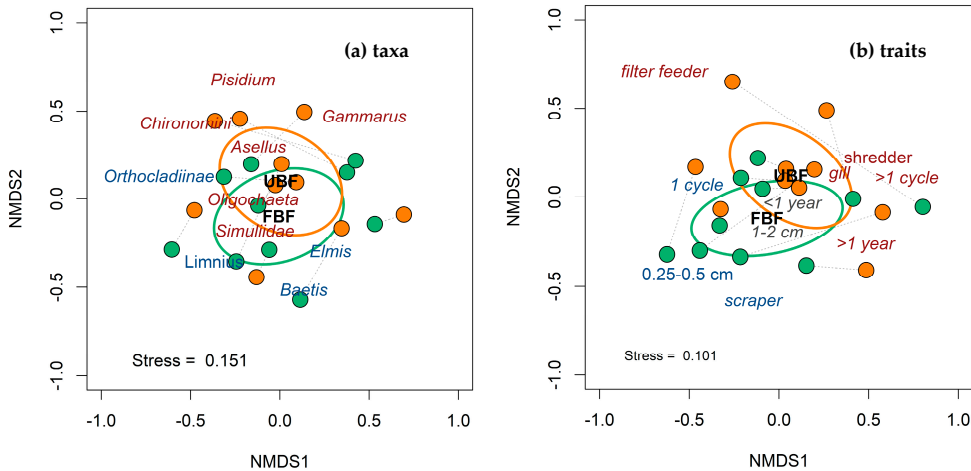 (a) taxa
Pisidium
Gammarus
Chironomini
Asellus
Orthocladiinae
UBF
Oligochaeta
FBF
Simuliidae
Elmis
Limnius
Baetis
Stress = 0.151
NMDS2
-1.0 -0.5 0.0 0.5 1.0
-1.0 -0.5 0.0 0.5 1.0
NMDS1
(b) traits
filter feeder
shredder
gill
>1 cycle
1 cycle
UBF
<1 year
FBF
1-2 cm
>1 year
0.25-0.5 cm
scraper
Stress = 0.101
NMDS2
-1.0 -0.5 0.0 0.5 1.0
-1.0 -0.5 0.0 0.5 1.0
NMDS1